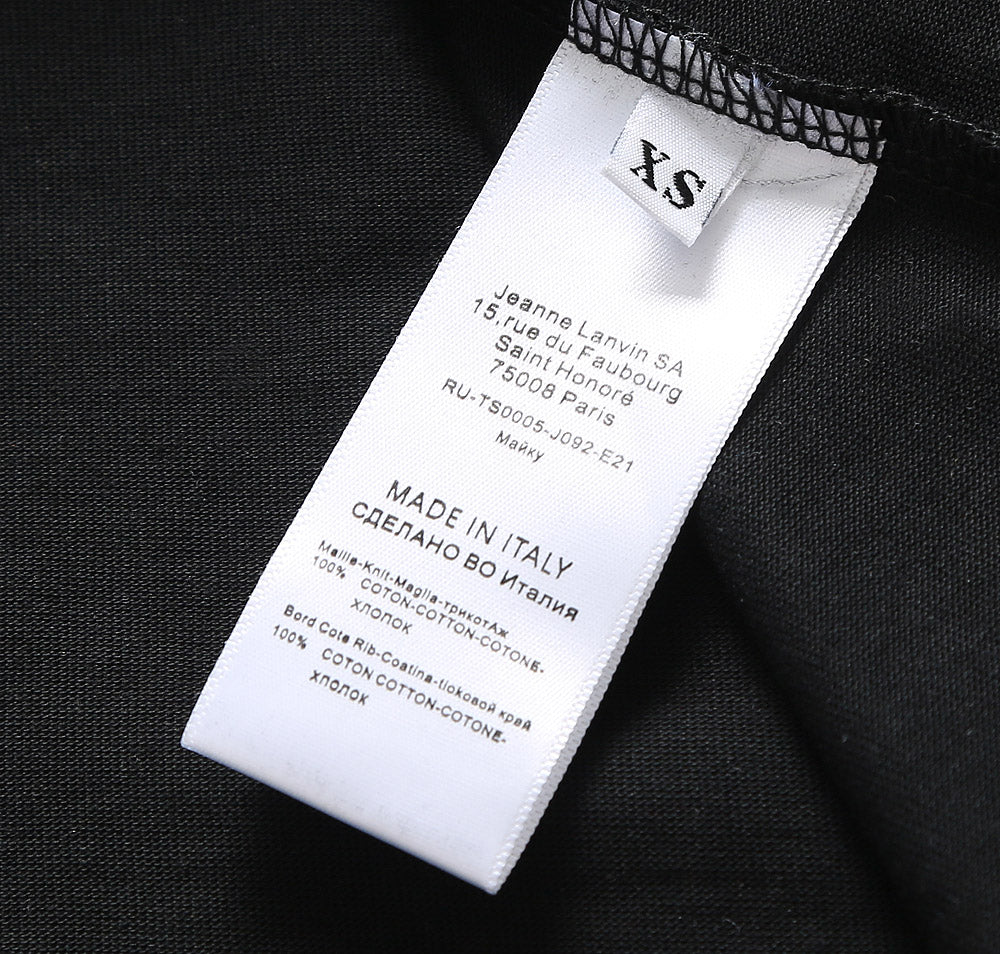 XS
Jeanne Lanvin SA
15,rue du Faubourg
Saint Honoré
75008 Paris
RU-TS0005-J092-E21
Майку
MADE IN ITALY
СДЕЛАНО ВО ИТАЛИЯ
Maille-Knit-Maglia-трикотАж
100% COTON-COTTON-COTONE-
ХЛОПОК
Bord Cote Rib-Coatina-tiоковой край
100% COTON COTTON-COTONE-
ХЛОПОК